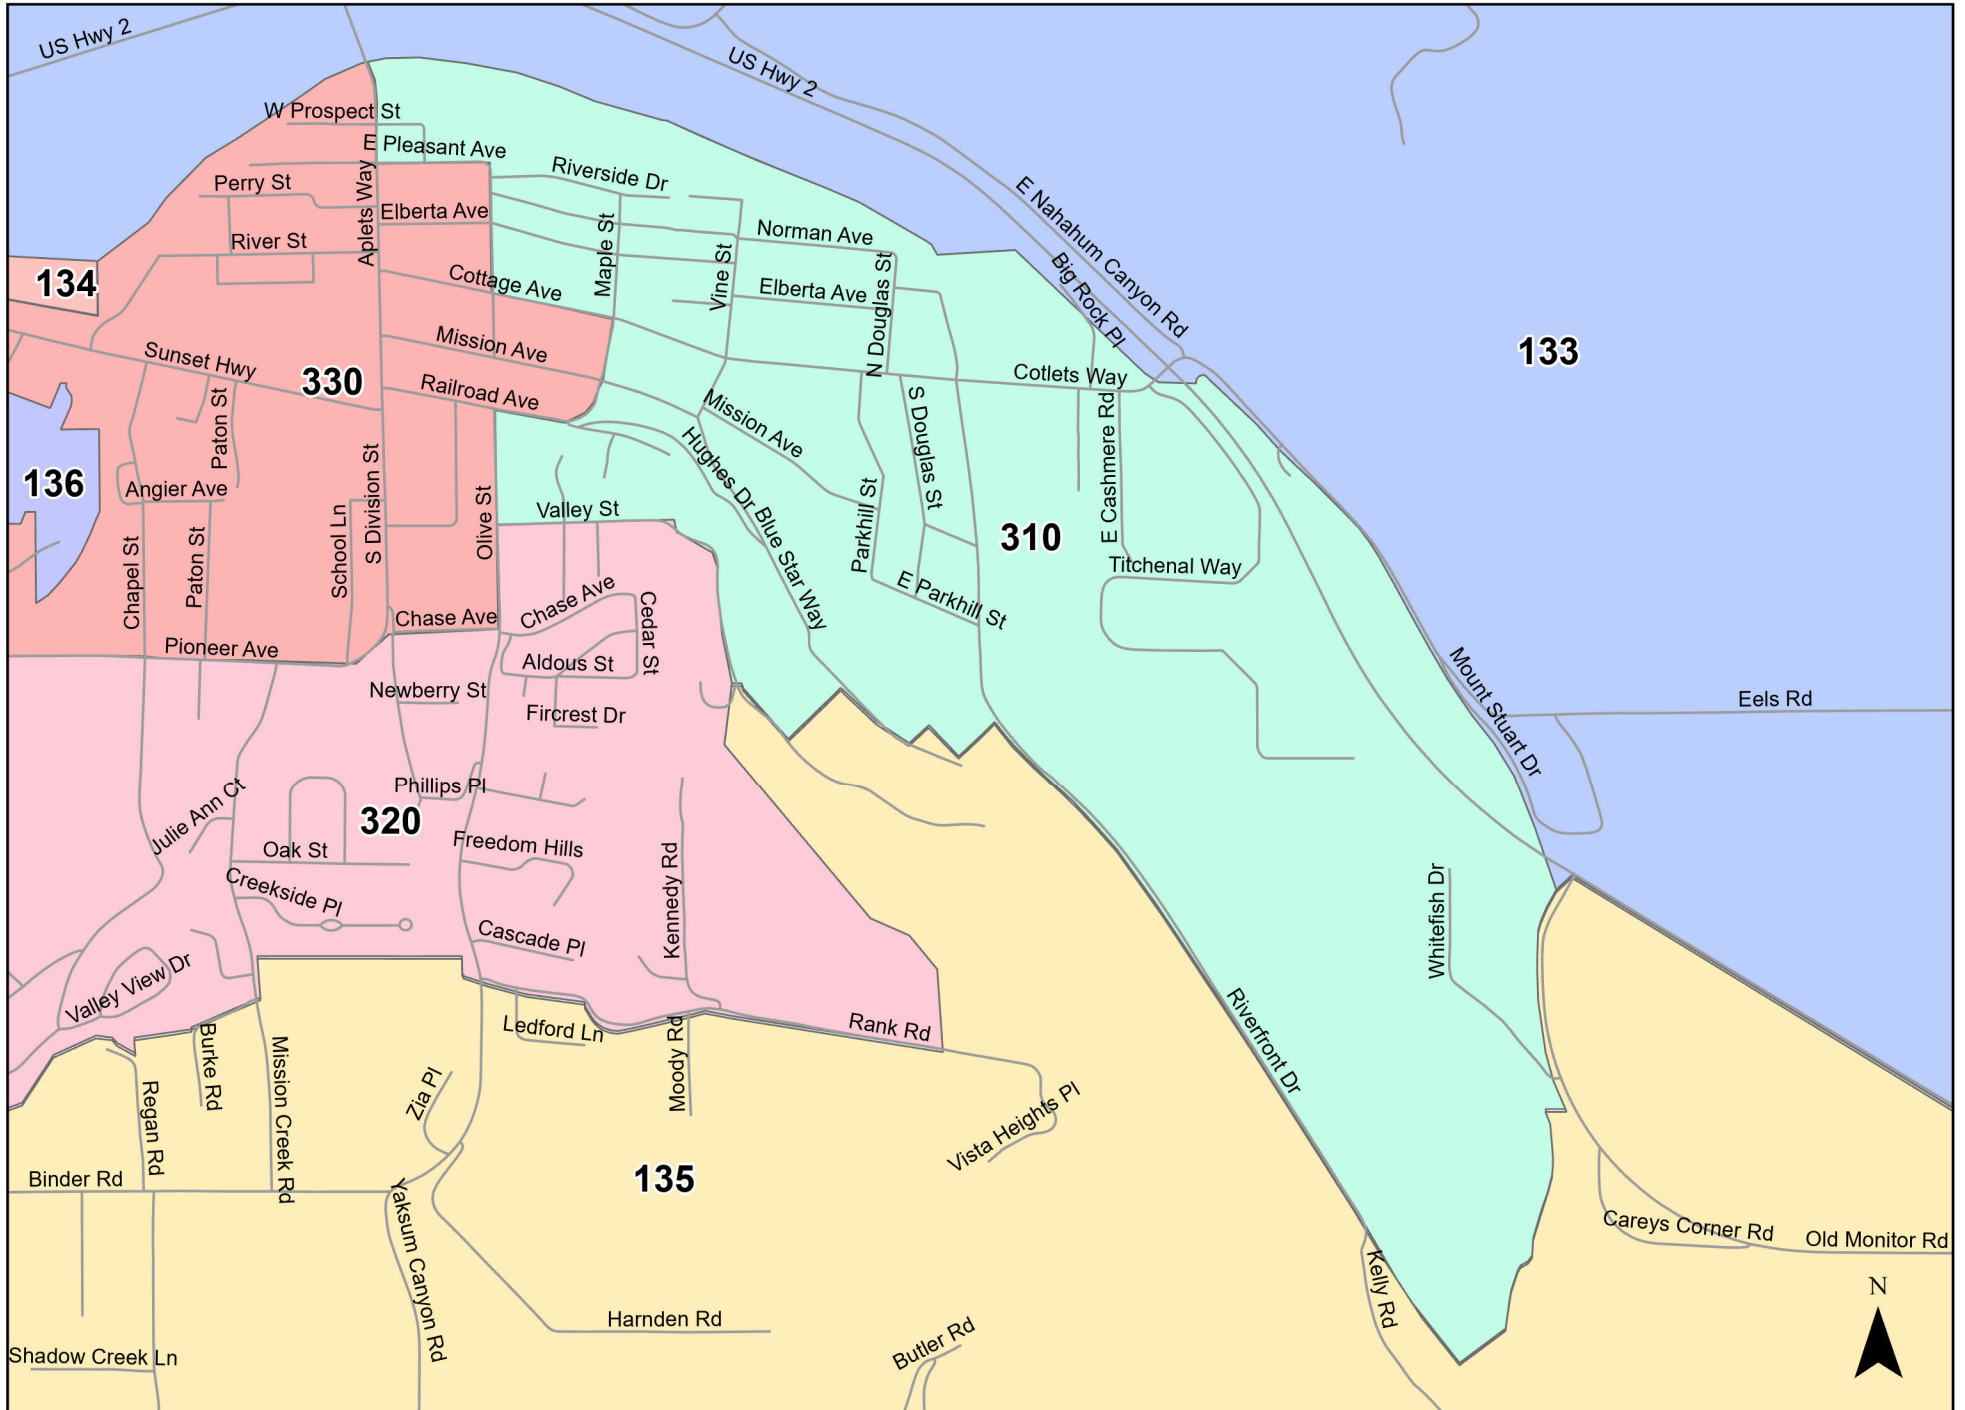 US Hwy 2
US Hwy 2
W Prospect St
E Pleasant Ave
Riverside Dr
Perry St
Aplets Way
Elberta Ave
E Nahahum Canyon Rd
River St
Maple St
Norman Ave
134
Cottage Ave
Vine St
Elberta Ave
N Douglas St
Big Rock Pl
Mission Ave
133
Sunset Hwy
330
Railroad Ave
Cotlets Way
Paton St
Mission Ave
S Douglas St
E Cashmere Rd
136
Angier Ave
S Division St
Hughes Dr
Valley St
Olive St
Blue Star Way
Parkhill St
310
Chapel St
Paton St
School Ln
Titchenal Way
Chase Ave
Chase Ave
Cedar St
E Parkhill St
Pioneer Ave
Aldous St
Newberry St
Fircrest Dr
Mount Stuart Dr
Eels Rd
Julie Ann Ct
Phillips Pl
320
Oak St
Freedom Hills
Creekside Pl
Kennedy Rd
Whitefish Dr
Cascade Pl
Valley View Dr
Rank Rd
Riverfront Dr
Burke Rd
Ledford Ln
Mission Creek Rd
Moody Rd
Regan Rd
Zia Pl
Vista Heights Pl
Binder Rd
135
Yaksum Canyon Rd
Careys Corner Rd
Old Monitor Rd
Kelly Rd
N
Harnden Rd
Butler Rd
Shadow Creek Ln